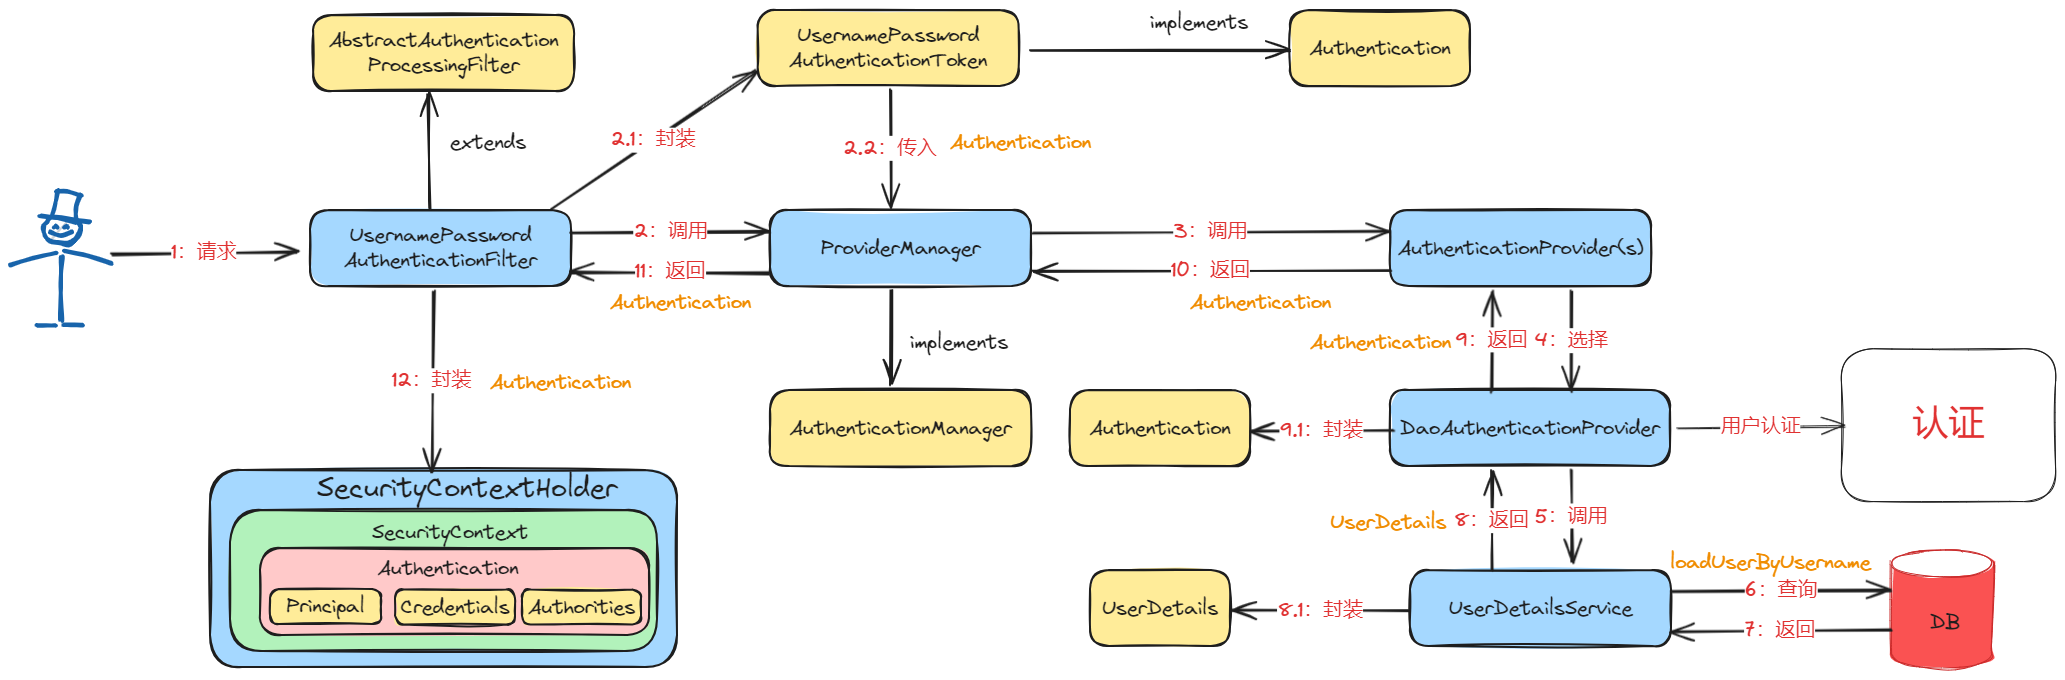 AbstractAuthentication
ProcessingFilter
UsernamePassword
AuthenticationToken
implements
Authentication
extends
2.1：封装
2.2：传入
Authentication
1：请求
UsernamePassword
AuthenticationFilter
2：调用
ProviderManager
3：调用
AuthenticationProvider(s)
11：返回
Authentication
10：返回
Authentication
implements
Authentication
9：返回
4：选择
12：封装
Authentication
AuthenticationManager
Authentication
9.1：封装
DaoAuthenticationProvider
用户认证
认证
SecurityContextHolder
SecurityContext
Authentication
Principal
Credentials
Authorities
UserDetails
8：返回
5：调用
loadUserByUsername
UserDetails
8.1：封装
UserDetailsService
6：查询
7：返回
DB